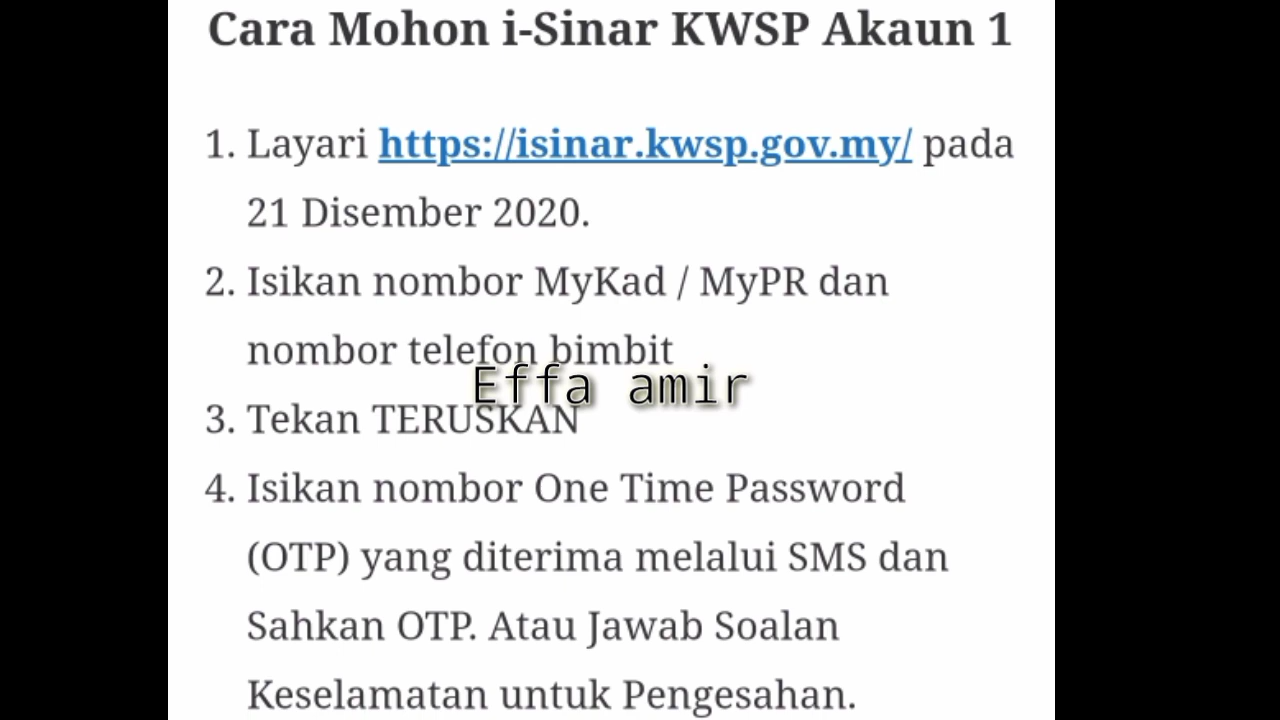 Cara Mohon i-Sinar KWSP Akaun 1
1. Layari https://isinar.kwsp.gov.my/ pada
21 Disember 2020.
2. Isikan nombor MyKad / MyPR dan
nombor telefon bimbit
Effa amir
3. Tekan TERUSKAN
4. Isikan nombor One Time Password
(OTP) yang diterima melalui SMS dan
Sahkan OTP. Atau Jawab Soalan
Keselamatan untuk Pengesahan.